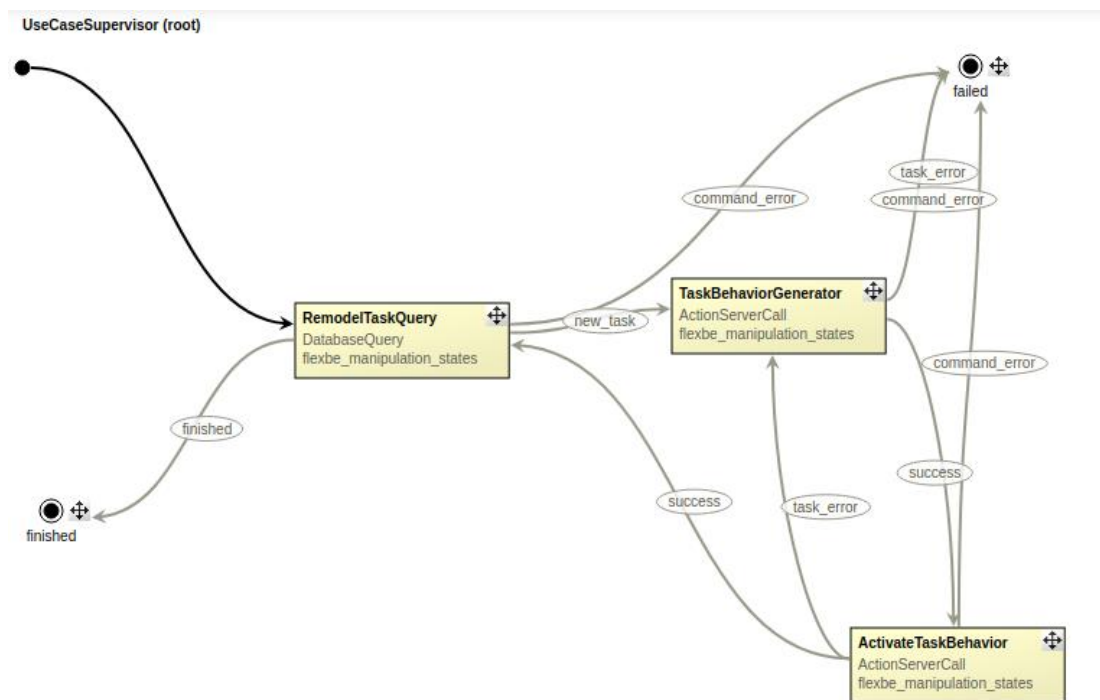 UseCaseSupervisor (root)
failed
task_error
command_error
command_error
TaskBehaviorGenerator
ActionServerCall
flexbe_manipulation_states
RemodelTaskQuery
DatabaseQuery
flexbe_manipulation_states
new_task
command_error
finished
success
success
task_error
finished
ActivateTaskBehavior
ActionServerCall
flexbe_manipulation_states